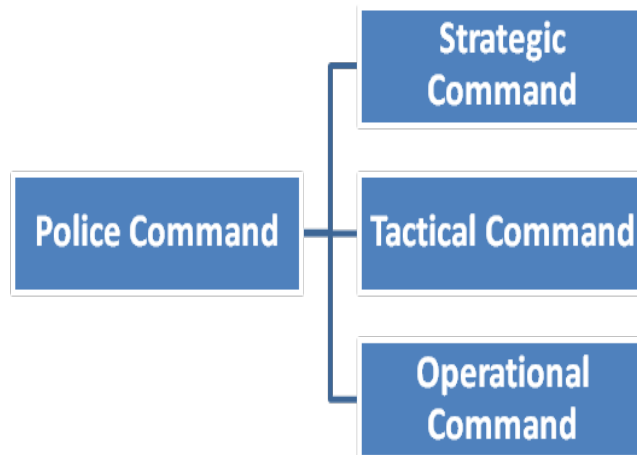 Strategic
Command
Police Command
Tactical Command
Operational
Command